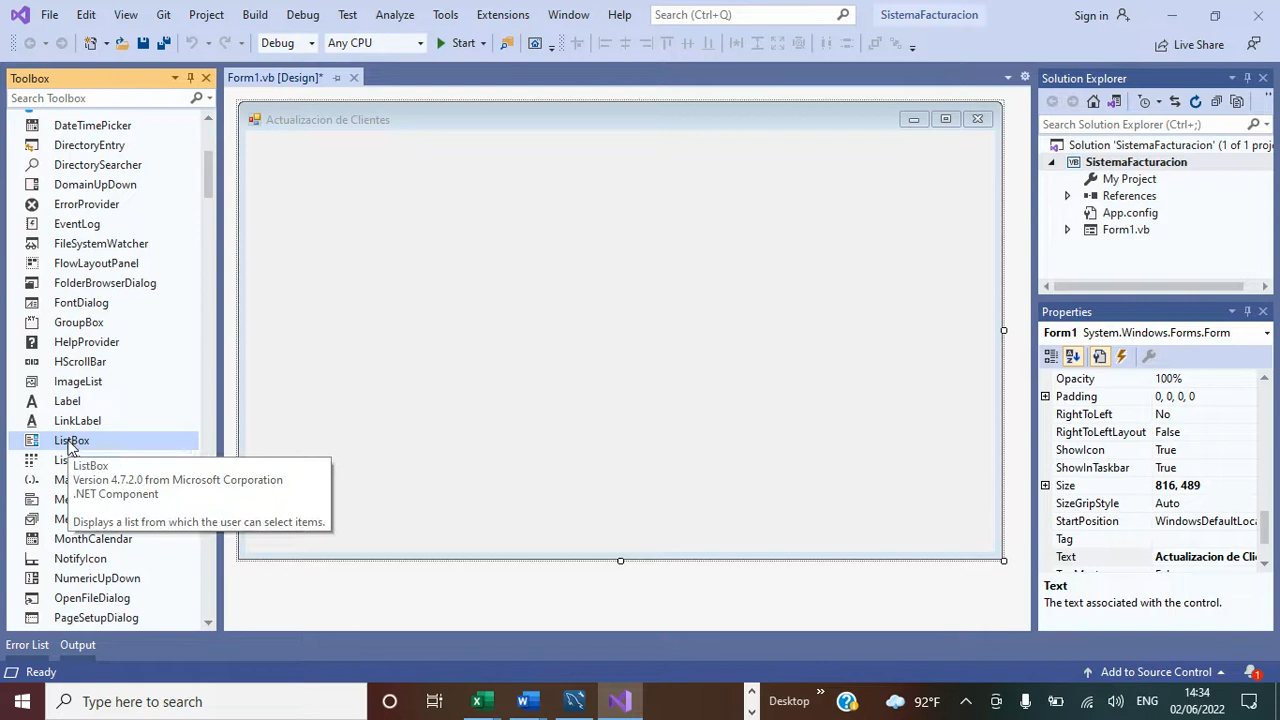 File Edit View Git Project Build Debug Test Analyze Tools Extensions Window Help Search (Ctrl+Q) SistemaFacturacion Sign in
Debug Any CPU Start Live Share
Toolbox
Search Toolbox
DateTimePicker
DirectoryEntry
DirectorySearcher
DomainUpDown
ErrorProvider
EventLog
FileSystemWatcher
FlowLayoutPanel
FolderBrowserDialog
FontDialog
GroupBox
HelpProvider
HScrollBar
ImageList
Label
LinkLabel
ListBox
MonthCalendar
NotifyIcon
NumericUpDown
OpenFileDialog
PageSetupDialog
ListBox
Version 4.7.2.0 from Microsoft Corporation
.NET Component
Displays a list from which the user can select items.
Form1.vb [Design]*
Actualizacion de Clientes
Solution Explorer
Search Solution Explorer (Ctrl+;)
Solution 'SistemaFacturacion' (1 of 1 proj
VB SistemaFacturacion
My Project
References
App.config
Form1.vb
Properties
Form1 System.Windows.Forms.Form
Opacity 100%
Padding 0, 0, 0, 0
RightToLeft No
RightToLeftLayout False
ShowIcon True
ShowInTaskbar True
Size 816, 489
SizeGripStyle Auto
StartPosition WindowsDefaultLoca
Tag
Text Actualizacion de Clie
Text
The text associated with the control.
Error List Output
Ready Add to Source Control 1
Type here to search Desktop 92°F ENG 14:34
02/06/2022